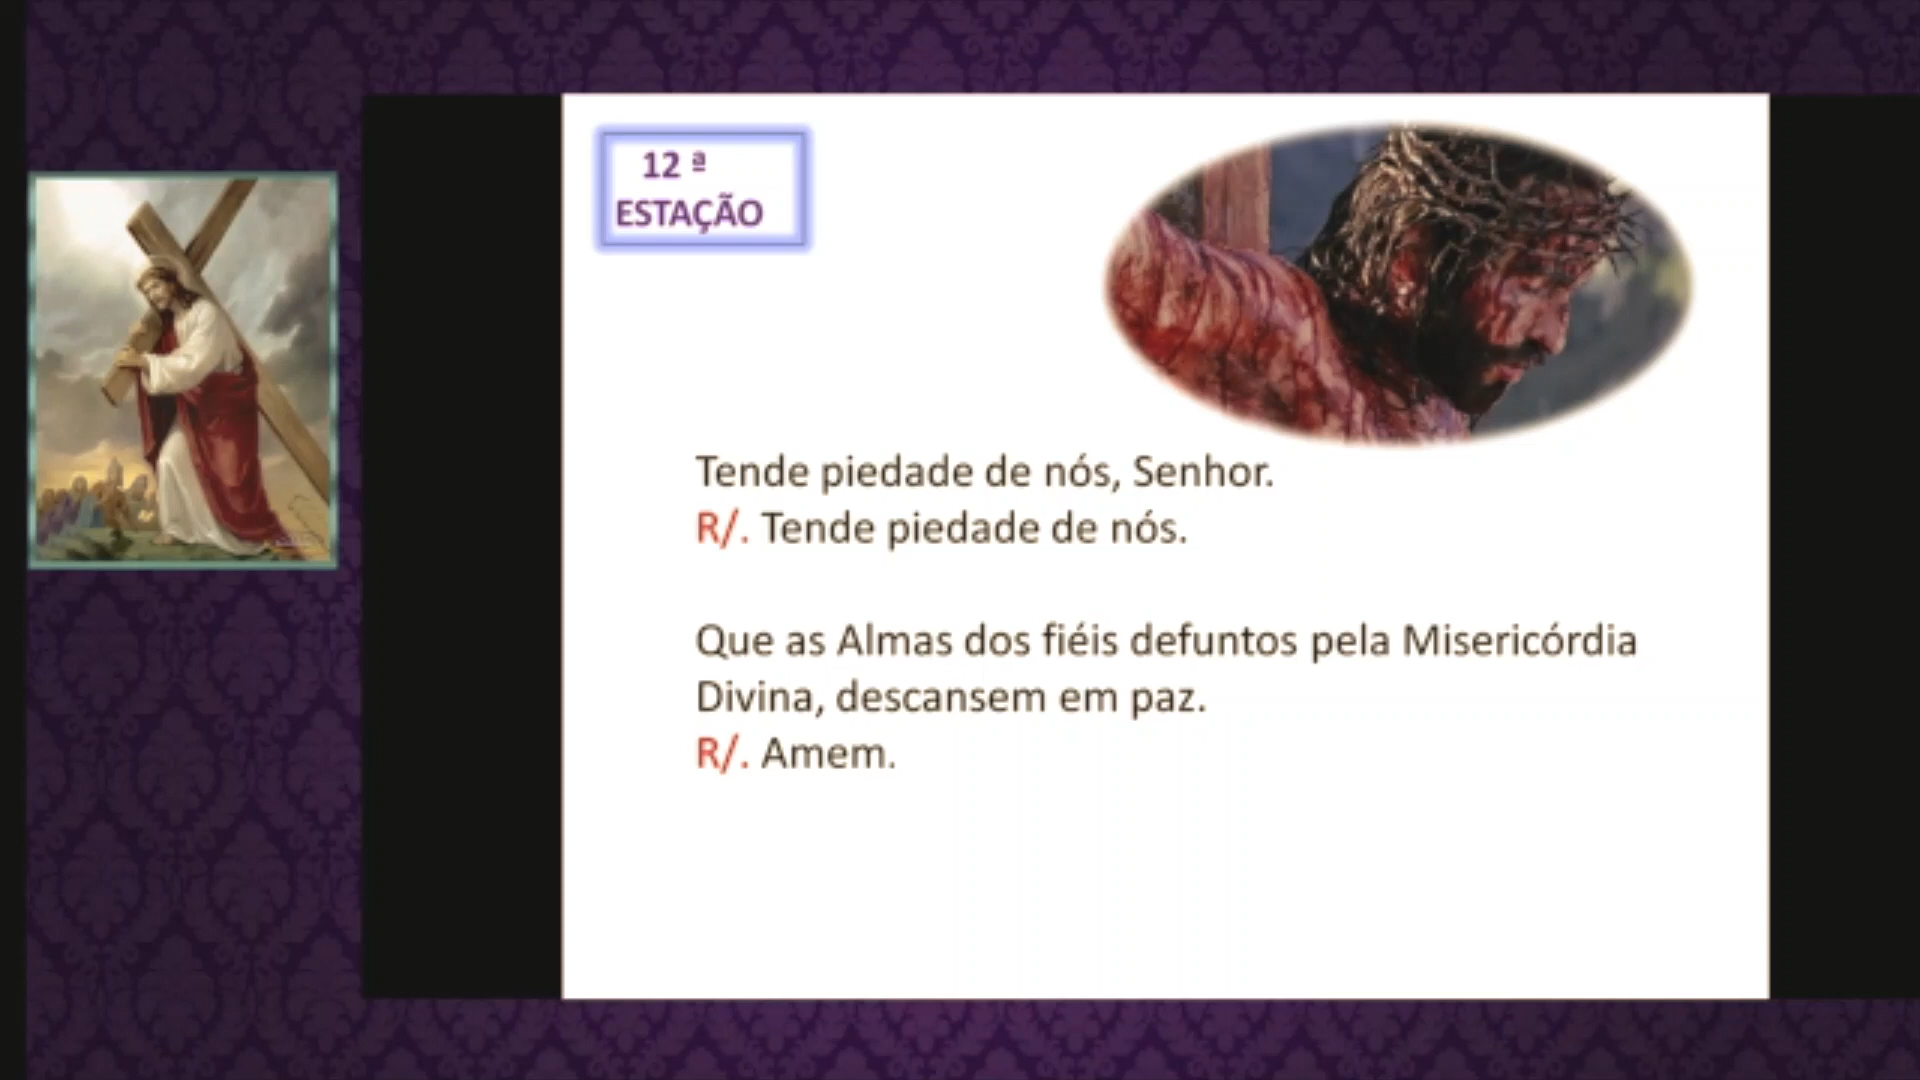 12 ª
ESTAÇÃO
Tende piedade de nós, Senhor.
R/. Tende piedade de nós.
Que as Almas dos fiéis defuntos pela Misericórdia
Divina, descansem em paz.
R/. Amem.